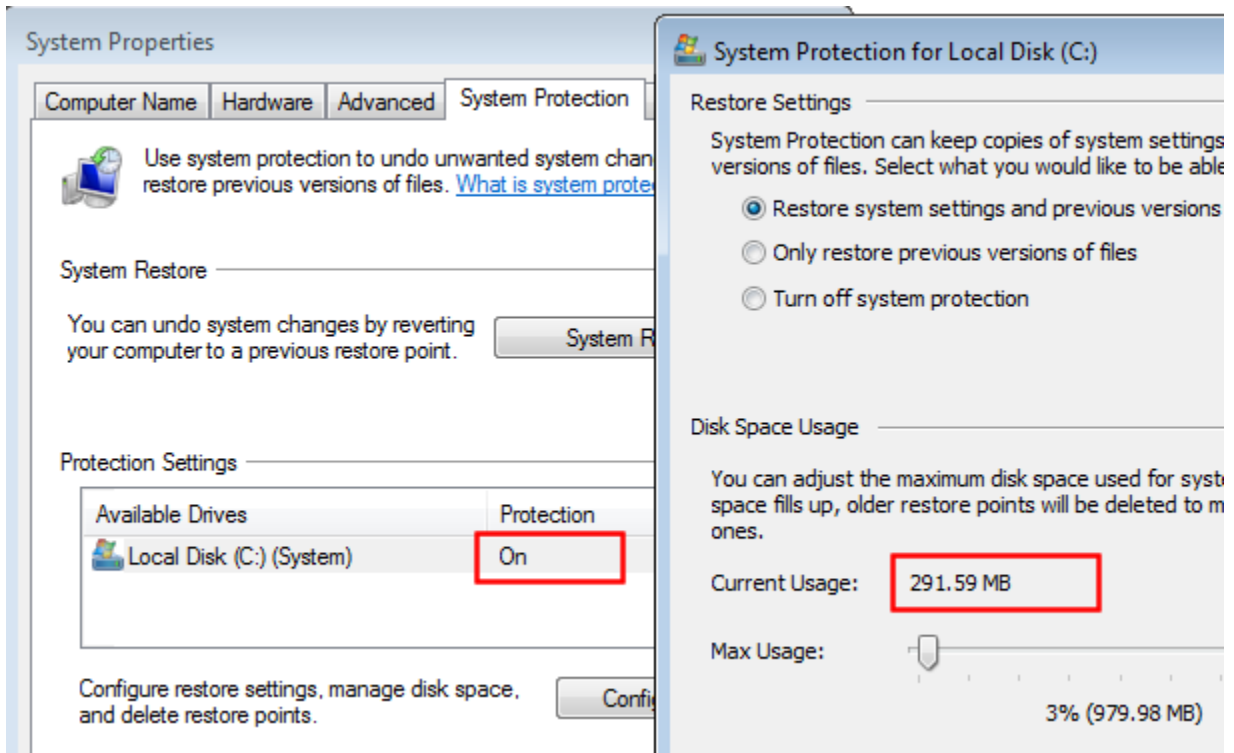 System Properties
Computer Name
Hardware
Advanced
System Protection
Use system protection to undo unwanted system chan
restore previous versions of files. What is system prote
System Restore
You can undo system changes by reverting
your computer to a previous restore point.
System R
Protection Settings
Available Drives
Protection
Local Disk (C:) (System)
On
Configure restore settings, manage disk space,
and delete restore points.
Config
System Protection for Local Disk (C:)
Restore Settings
System Protection can keep copies of system settings
versions of files. Select what you would like to be able
Restore system settings and previous versions
Only restore previous versions of files
Turn off system protection
Disk Space Usage
You can adjust the maximum disk space used for syste
space fills up, older restore points will be deleted to m
ones.
Current Usage:
291.59 MB
Max Usage:
3% (979.98 MB)